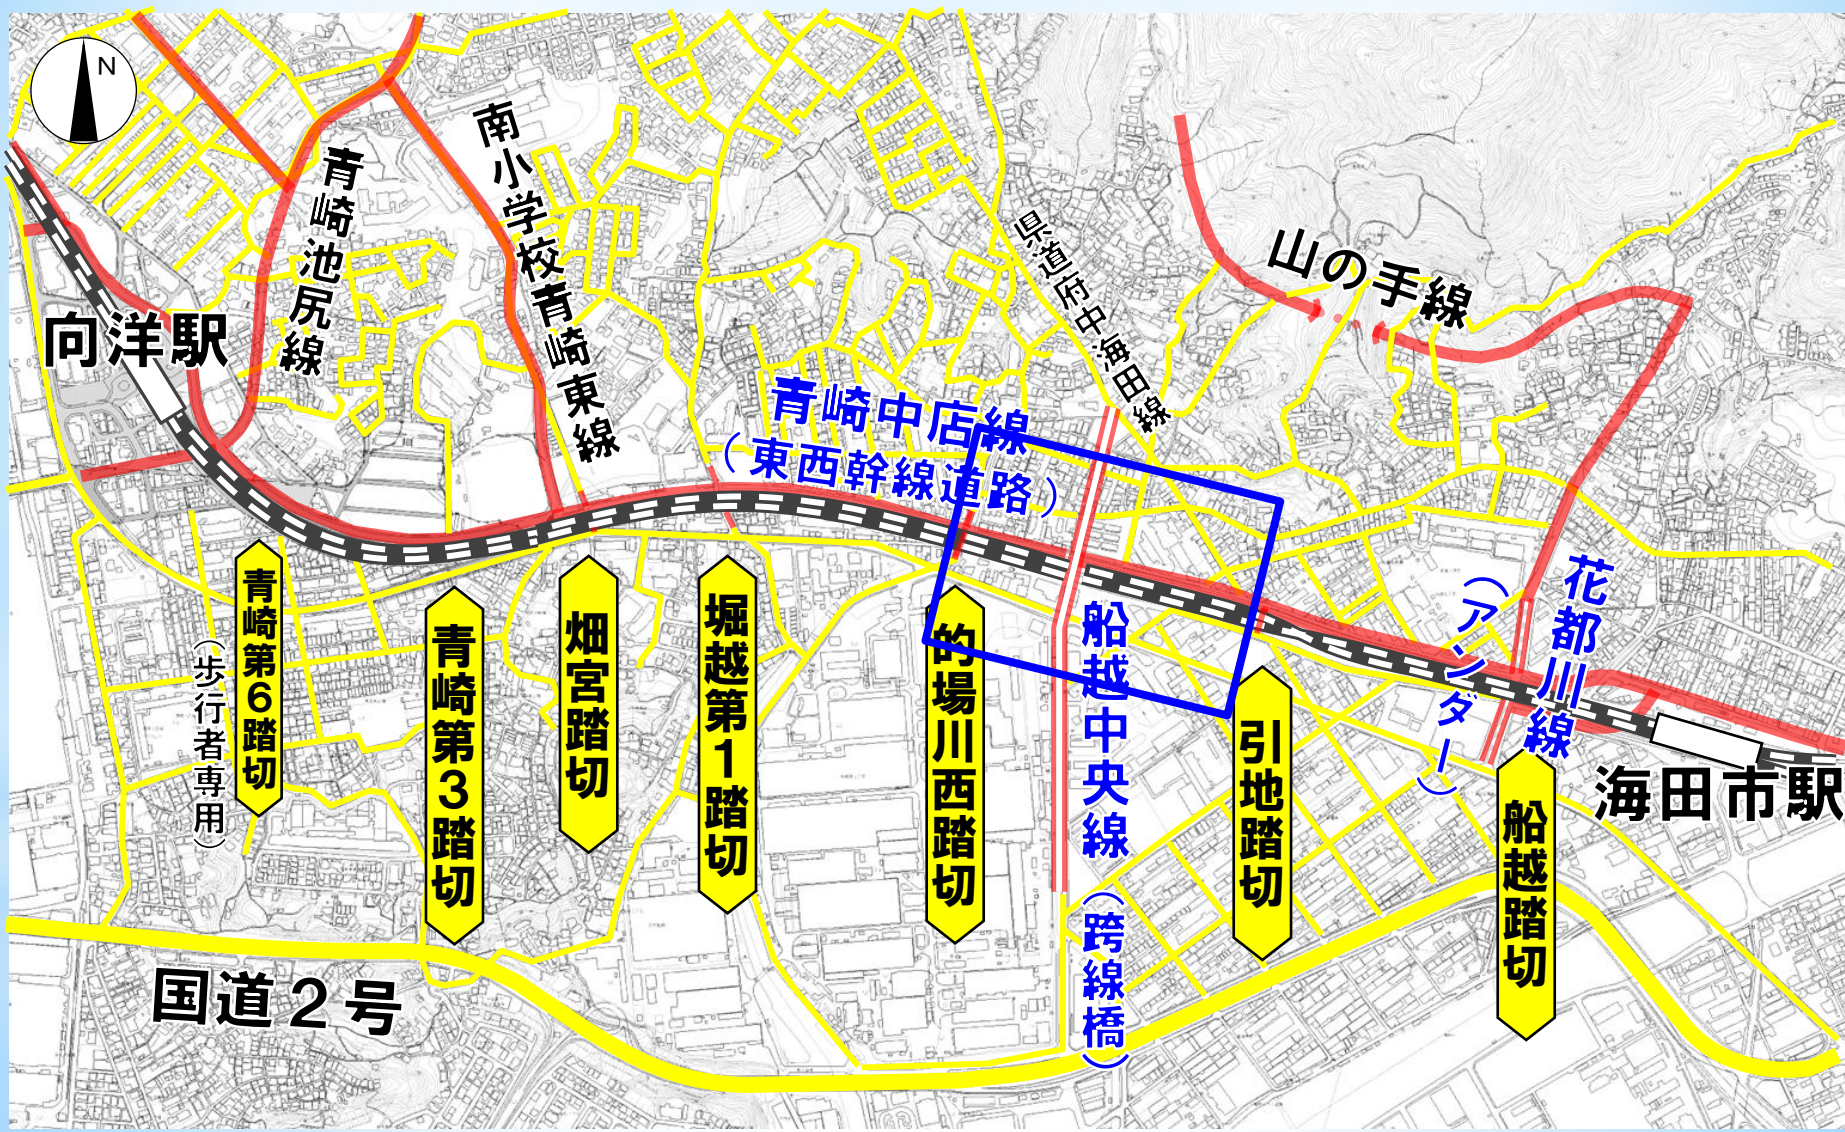 N
青崎池尻線
南小学校青崎東線
県道府中海田線
山の手線
向洋駅
青崎中店線
（東西幹線道路）
青崎第6踏切
（歩行者専用）
青崎第3踏切
畑宮踏切
堀越第1踏切
的場川西踏切
船越中央線（跨線橋）
引地踏切
花都川線
（アンダー）
船越踏切
海田市駅
国道２号